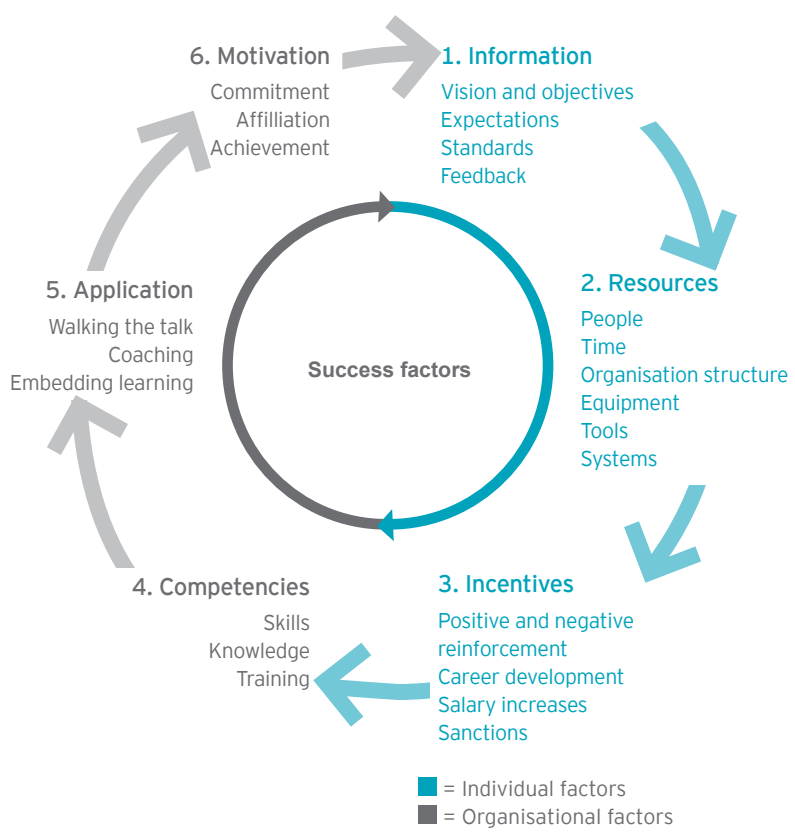 1. Information
Vision and objectives
Expectations
Standards
Feedback
2. Resources
People
Time
Organisation structure
Equipment
Tools
Systems
3. Incentives
Positive and negative
reinforcement
Career development
Salary increases
Sanctions
4. Competencies
Skills
Knowledge
Training
5. Application
Walking the talk
Coaching
Embedding learning
6. Motivation
Commitment
Affilliation
Achievement
Success factors
= Individual factors
= Organisational factors